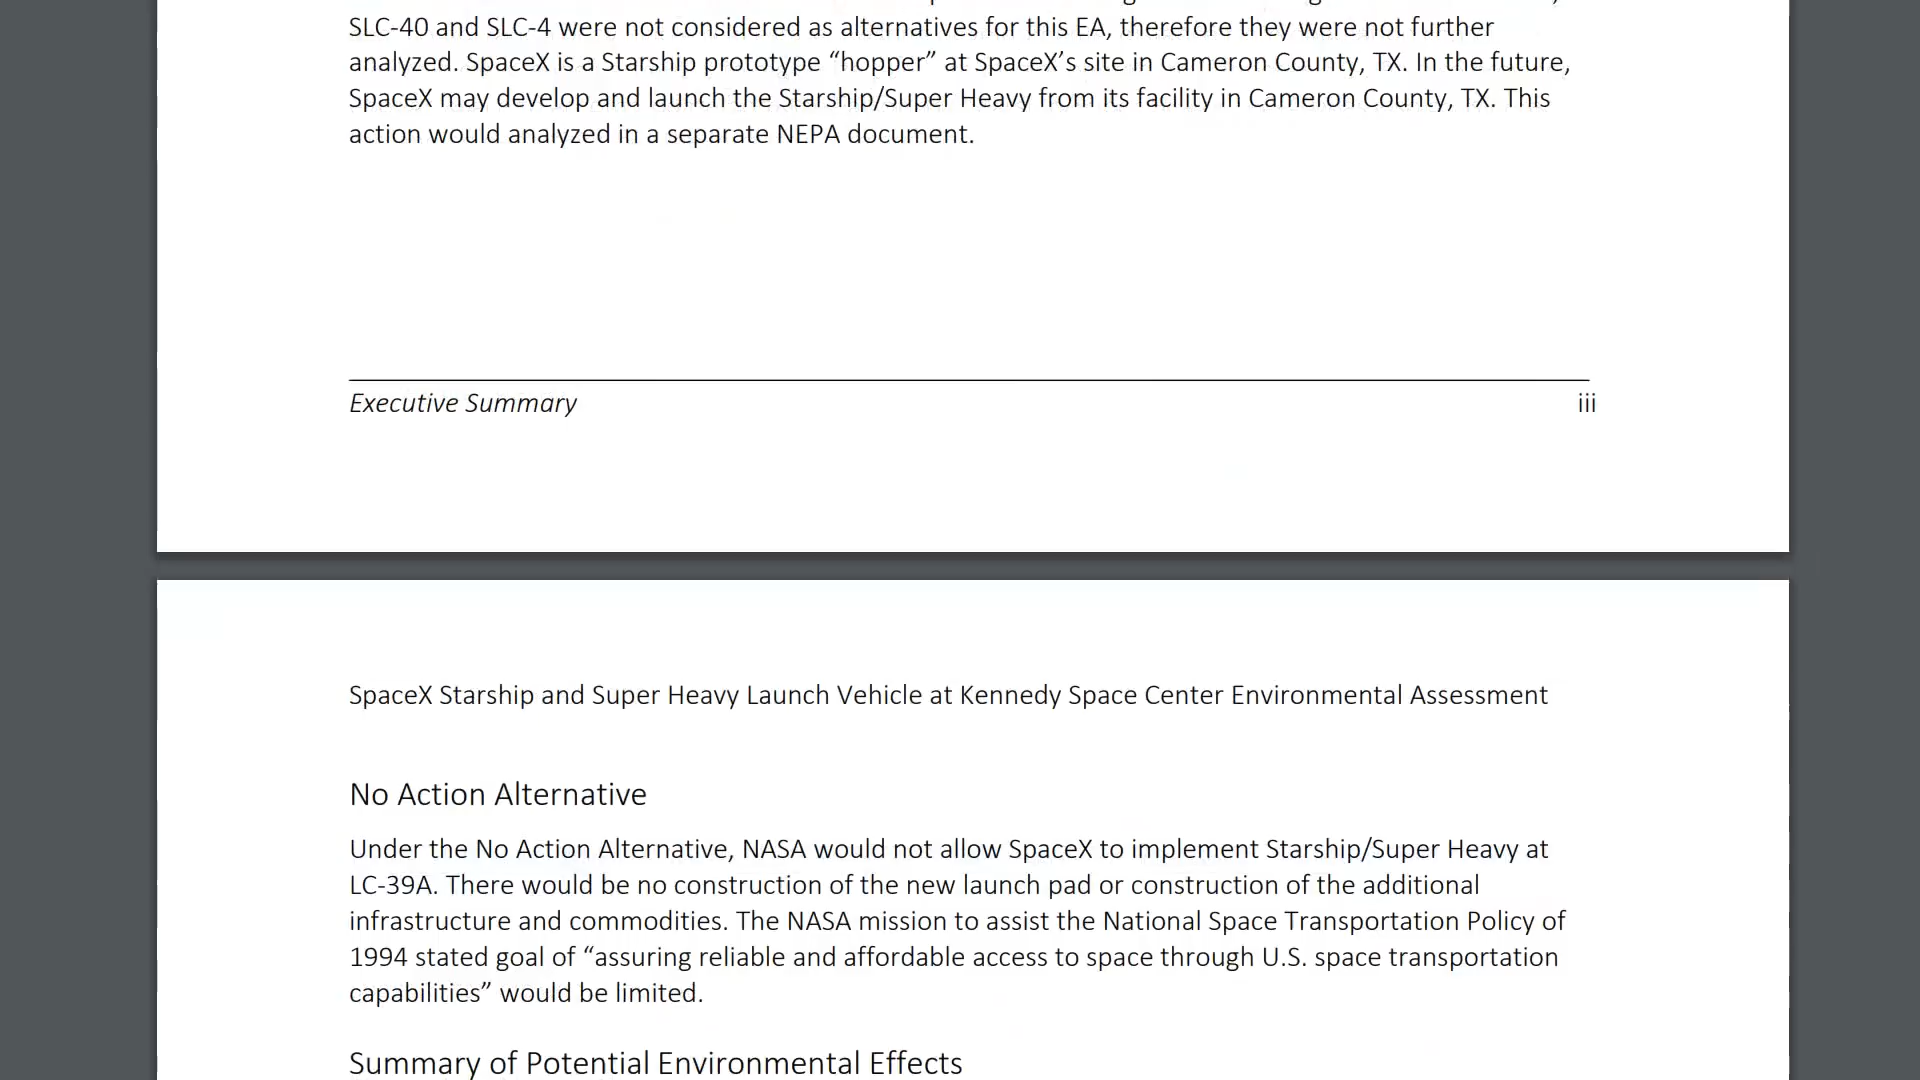 SLC-40 and SLC-4 were not considered as alternatives for this EA, therefore they were not further
analyzed. SpaceX is a Starship prototype “hopper” at SpaceX’s site in Cameron County, TX. In the future,
SpaceX may develop and launch the Starship/Super Heavy from its facility in Cameron County, TX. This
action would analyzed in a separate NEPA document.
Executive Summary iii
SpaceX Starship and Super Heavy Launch Vehicle at Kennedy Space Center Environmental Assessment
No Action Alternative
Under the No Action Alternative, NASA would not allow SpaceX to implement Starship/Super Heavy at
LC-39A. There would be no construction of the new launch pad or construction of the additional
infrastructure and commodities. The NASA mission to assist the National Space Transportation Policy of
1994 stated goal of “assuring reliable and affordable access to space through U.S. space transportation
capabilities” would be limited.
Summary of Potential Environmental Effects